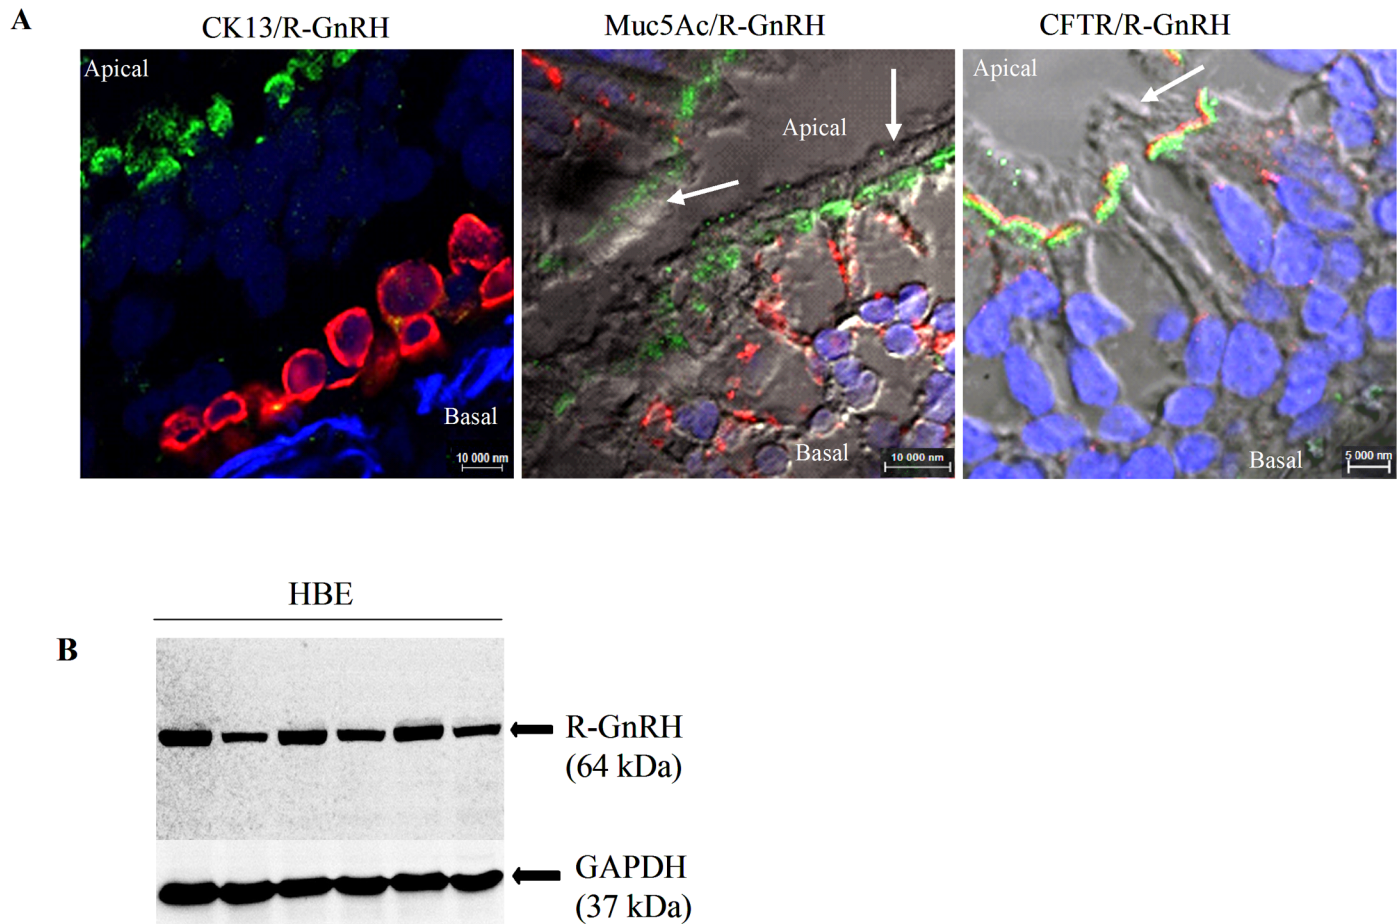 A
CK13/R-GnRH
Muc5Ac/R-GnRH
CFTR/R-GnRH
Apical
Basal
10 000 nm
Apical
Basal
10 000 nm
Apical
Basal
5 000 nm
HBE
B
R-GnRH
(64 kDa)
GAPDH
(37 kDa)